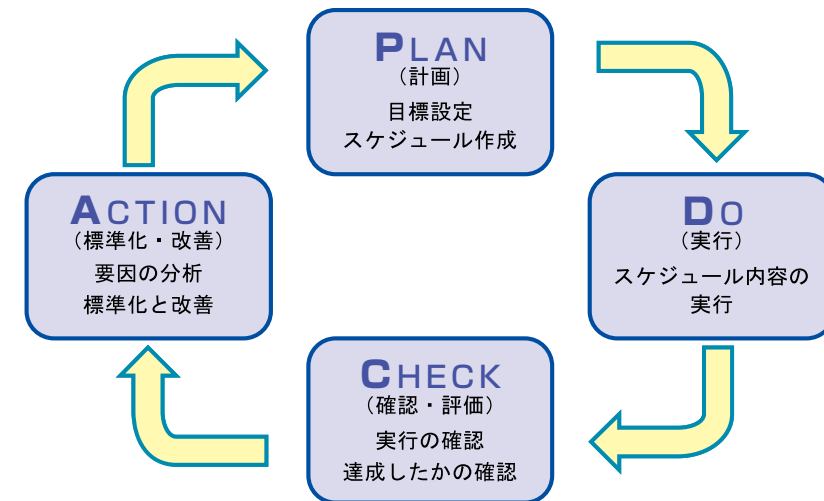 PLAN
（計画）
目標設定
スケジュール作成
DO
（実行）
スケジュール内容の
実行
CHECK
（確認・評価）
実行の確認
達成したかの確認
ACTION
（標準化・改善）
要因の分析
標準化と改善